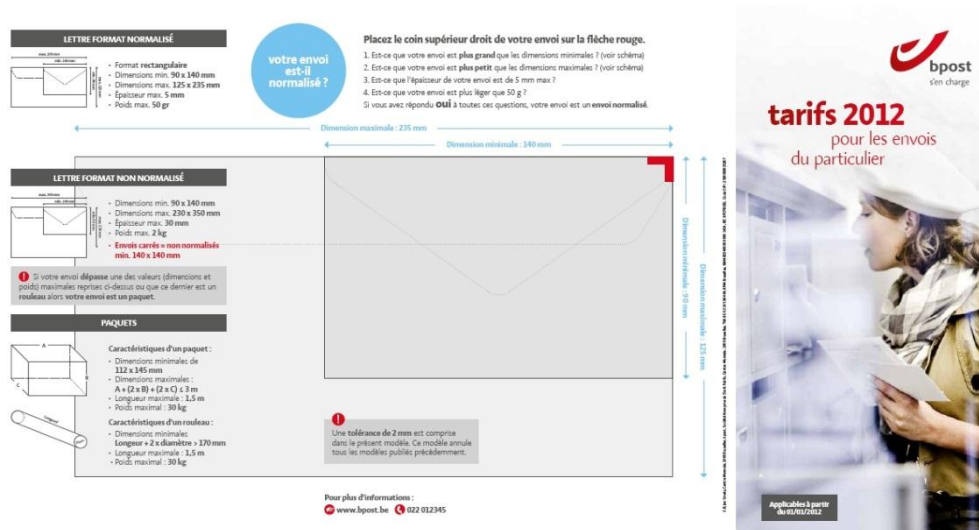 LETTRE FORMAT NORMALISÉ
- Format rectangulaire
- Dimensions min. 90 x 140 mm
- Dimensions max. 125 x 235 mm
- Épaisseur max. 5 mm
- Poids max. 50 gr
votre envoi
est-il
normalisé ?
Placez le coin supérieur droit de votre envoi sur la flèche rouge.
1. Est-ce que votre envoi est plus grand que les dimensions minimales ? (voir schéma)
2. Est-ce que votre envoi est plus petit que les dimensions maximales ? (voir schéma)
3. Est-ce que l'épaisseur de votre envoi est de 5 mm max ?
4. Est-ce que votre envoi est plus léger que 50 g ?
Si vous avez répondu oui à toutes ces questions, votre envoi est un envoi normalisé.
Dimension maximale : 235 mm
Dimension minimale : 140 mm
Dimension minimale : 90 mm
Dimension maximale : 125 mm
LETTRE FORMAT NON NORMALISÉ
- Dimensions min. 90 x 140 mm
- Dimensions max. 230 x 350 mm
- Épaisseur max. 30 mm
- Poids max. 2 kg
- Envois carrés = non normalisés
min. 140 x 140 mm
! Si votre envoi dépasse une des valeurs (dimensions et
poids) maximales reprises ci-dessus ou que ce dernier est un
rouleau alors votre envoi est un paquet.
PAQUETS
A
B
C
Caractéristiques d'un paquet :
- Dimensions minimales de
112 x 145 mm
- Dimensions maximales :
A + (2 x B) + (2 x C) ≤ 3 m
- Longueur maximale : 1,5 m
- Poids maximal : 30 kg
Caractéristiques d'un rouleau :
- Dimensions minimales
Longeur + 2 x diamètre > 170 mm
- Longueur maximale : 1,5 m
- Poids maximal : 30 kg
!
Une tolérance de 2 mm est comprise
dans le présent modèle. Ce modèle annule
tous les modèles publiés précédemment.
Pour plus d'informations :
www.bpost.be 022 012345
bpost
s'en charge
tarifs 2012
pour les envois
du particulier
Applicables à partir
du 01/01/2012